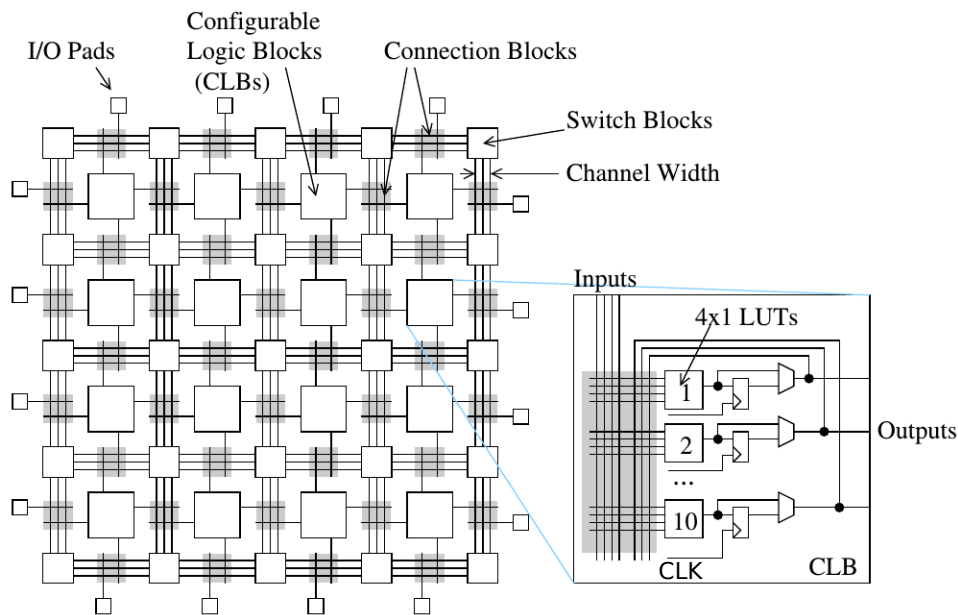 Configurable
Logic Blocks
(CLBs)
I/O Pads
Connection Blocks
Switch Blocks
Channel Width
Inputs
4x1 LUTs
1
2
...
10
CLK
CLB
Outputs